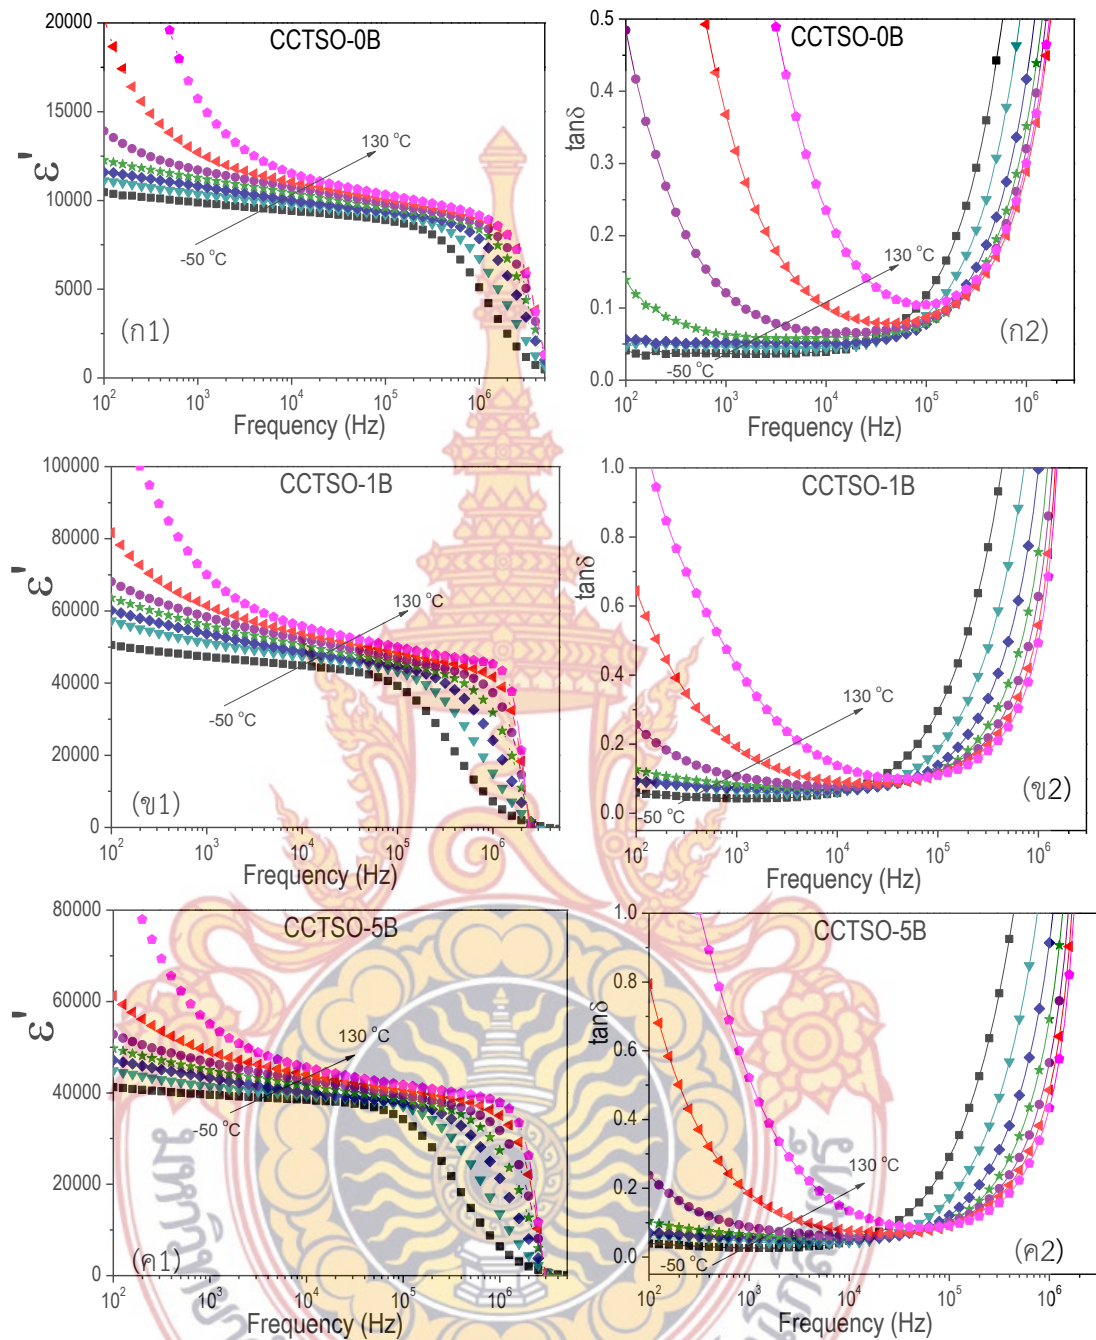 CCTSO-0B
20000
15000
10000
5000
0
ε'
130 °C
-50 °C
(ก1)
10² 10³ 10⁴ 10⁵ 10⁶
Frequency (Hz)
CCTSO-0B
0.5
0.4
0.3
0.2
0.1
0.0
tanδ
130 °C
-50 °C
(ก2)
10² 10³ 10⁴ 10⁵ 10⁶
Frequency (Hz)
CCTSO-1B
100000
80000
60000
40000
20000
0
ε'
130 °C
-50 °C
(ข1)
10² 10³ 10⁴ 10⁵ 10⁶
Frequency (Hz)
CCTSO-1B
1.0
0.8
0.6
0.4
0.2
0.0
tanδ
130 °C
-50 °C
(ข2)
10² 10³ 10⁴ 10⁵ 10⁶
Frequency (Hz)
CCTSO-5B
80000
60000
40000
20000
0
ε'
130 °C
-50 °C
(ค1)
10² 10³ 10⁴ 10⁵ 10⁶
Frequency (Hz)
CCTSO-5B
1.0
0.8
0.6
0.4
0.2
0.0
tanδ
130 °C
-50 °C
(ค2)
10² 10³ 10⁴ 10⁵ 10⁶
Frequency (Hz)